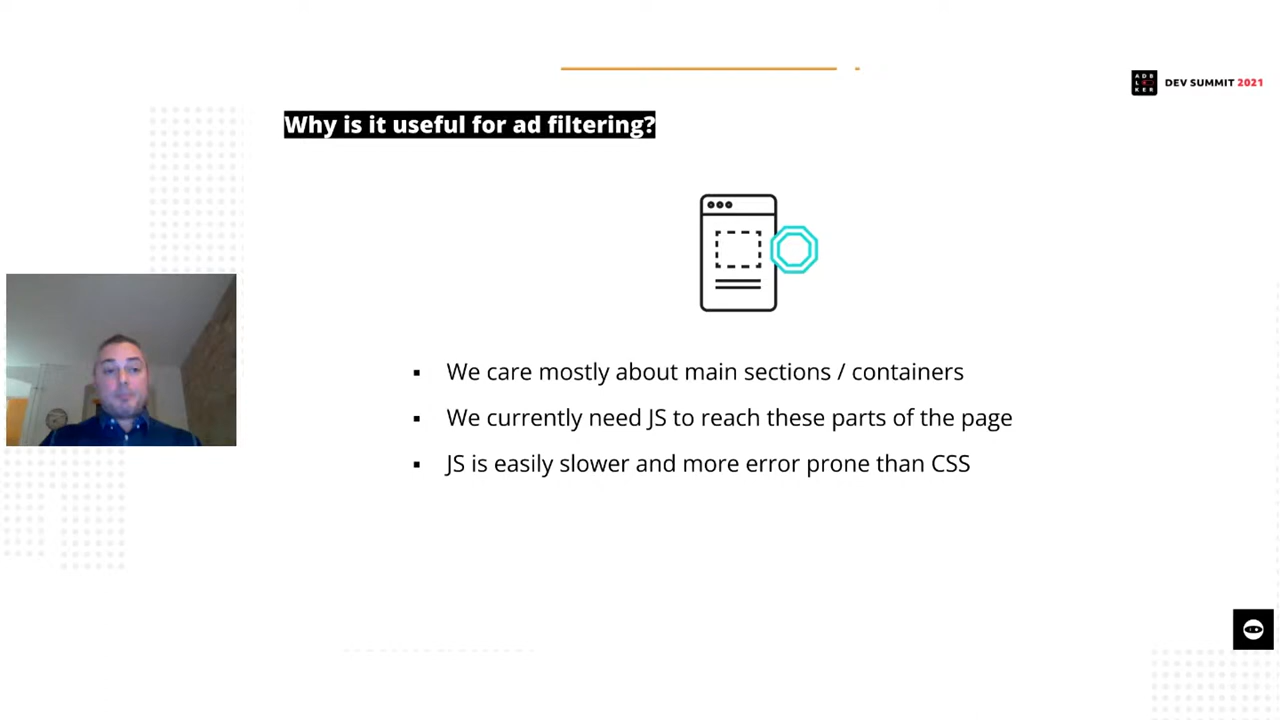 ADB
L
KER
DEV SUMMIT 2021
Why is it useful for ad filtering?
We care mostly about main sections / containers
We currently need JS to reach these parts of the page
JS is easily slower and more error prone than CSS